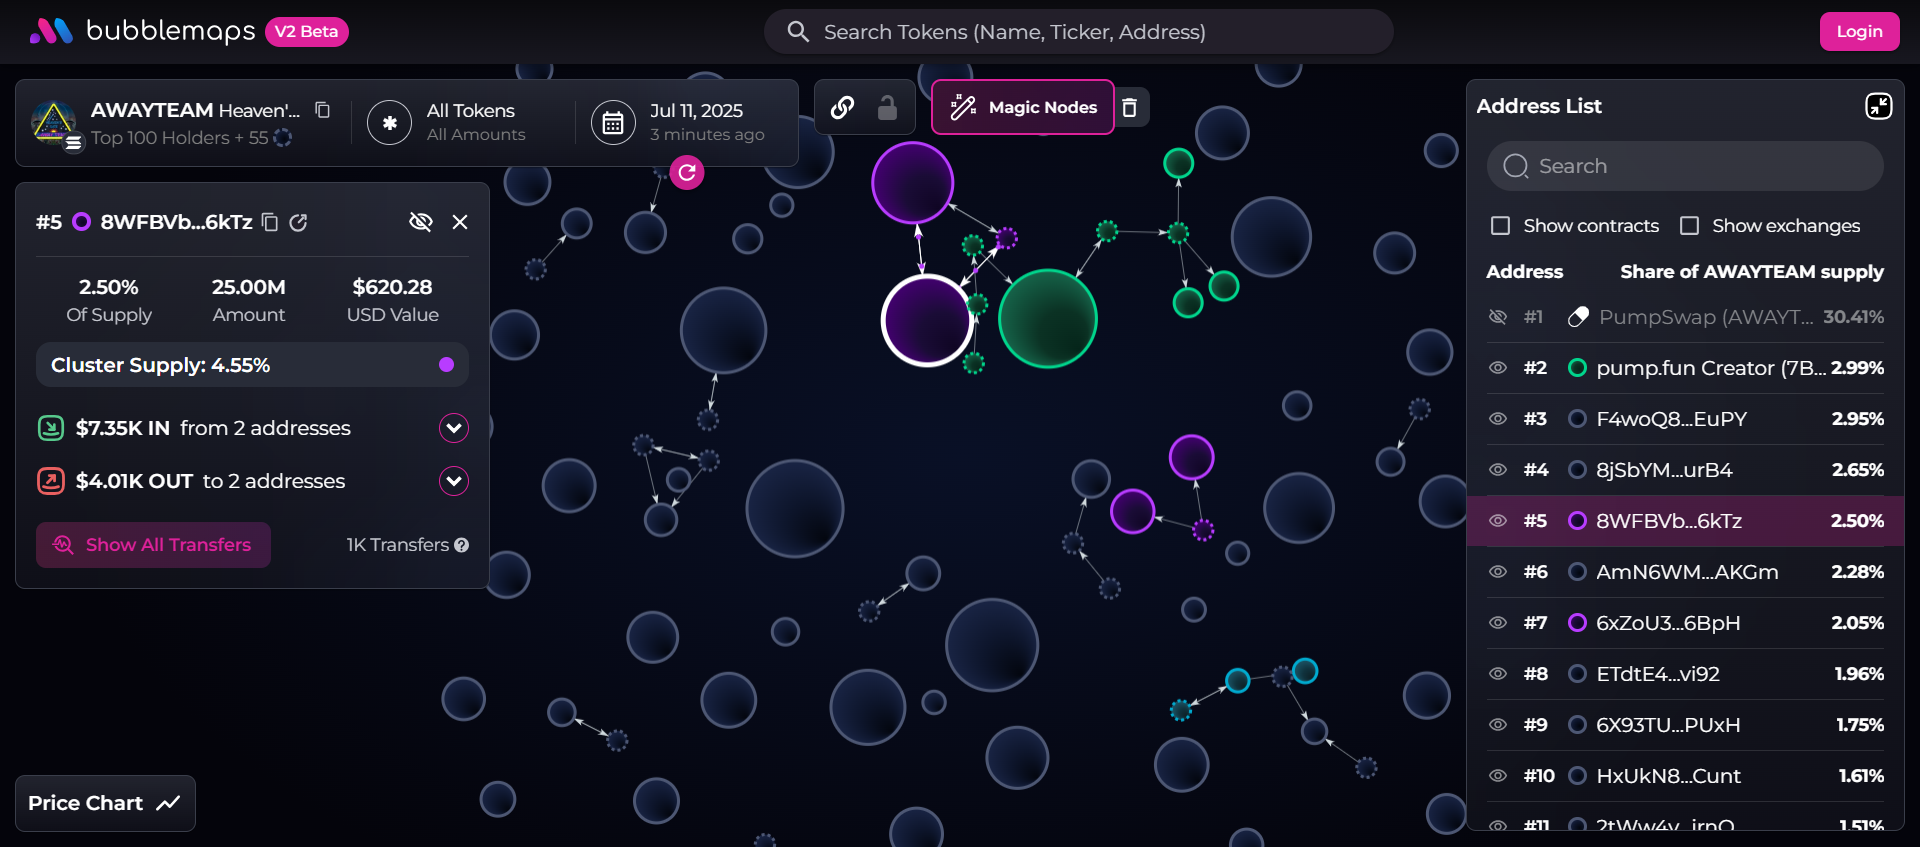 bubblemaps V2 Beta
Search Tokens (Name, Ticker, Address)
Login
AWAYTEAM Heaven'...
Top 100 Holders + 55
All Tokens
All Amounts
Jul 11, 2025
3 minutes ago
Magic Nodes
#5 8WFBVb...6kTz
2.50%
Of Supply
25.00M
Amount
$620.28
USD Value
Cluster Supply: 4.55%
$7.35K IN from 2 addresses
$4.01K OUT to 2 addresses
Show All Transfers
1K Transfers ?
Price Chart
Address List
Search
Show contracts
Show exchanges
Address Share of AWAYTEAM supply
#1 PumpSwap (AWAYT... 30.41%
#2 pump.fun Creator (7B... 2.99%
#3 F4woQ8...EuPY 2.95%
#4 8jSbYM...urB4 2.65%
#5 8WFBVb...6kTz 2.50%
#6 AmN6WM...AKGm 2.28%
#7 6xZoU3...6BpH 2.05%
#8 ETdtE4...vi92 1.96%
#9 6X93TU...PUxH 1.75%
#10 HxUkN8...Cunt 1.61%
#11 1.51%